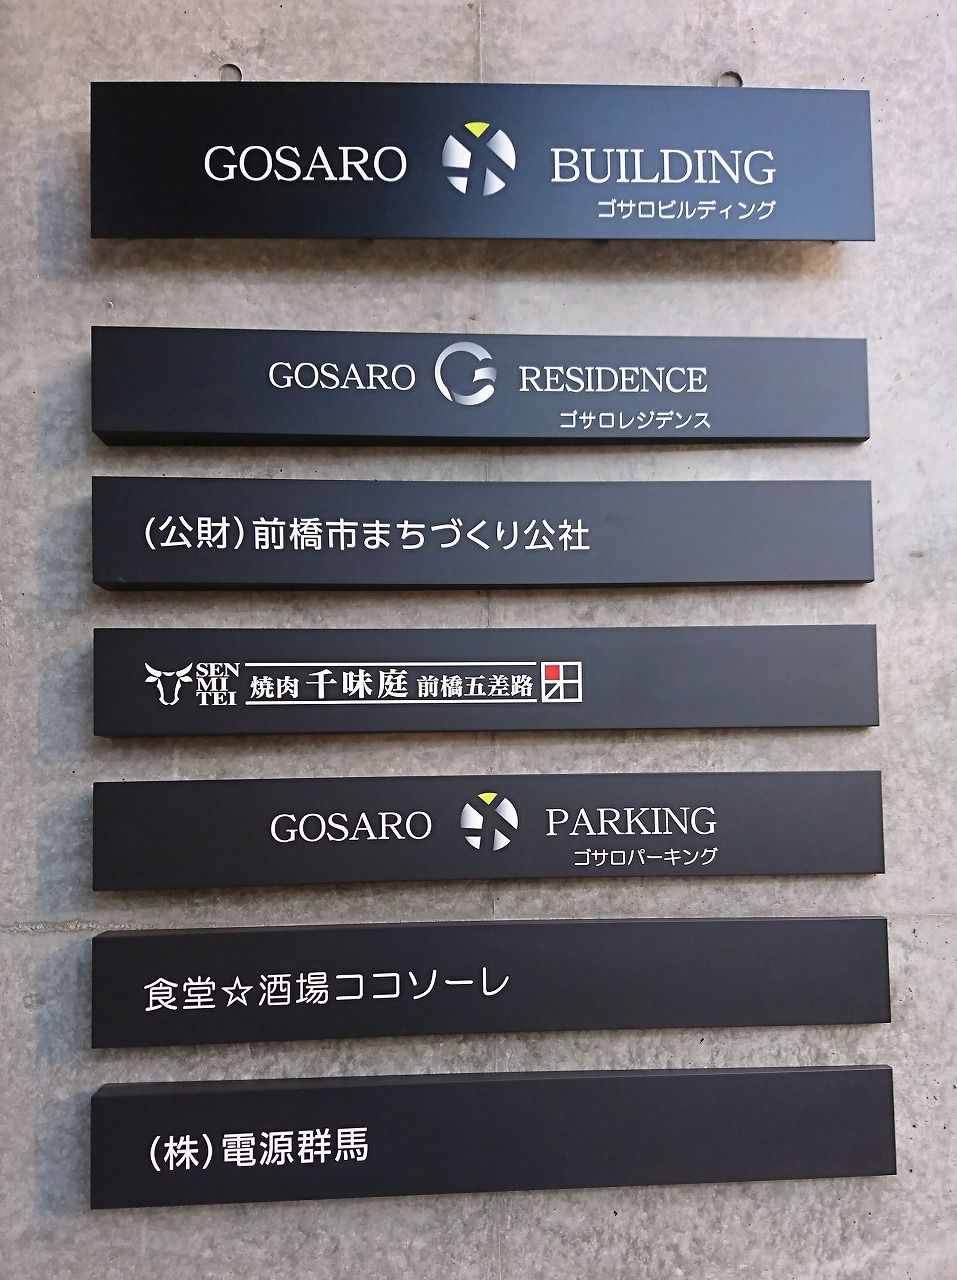 GOSARO BUILDING
ゴサロビルディング
GOSARO RESIDENCE
ゴサロレジデンス
(公財)前橋市まちづくり公社
SEN
MI
TEI
焼肉 千味庭 前橋五差路
GOSARO PARKING
ゴサロパーキング
食堂☆酒場ココソーレ
(株)電源群馬